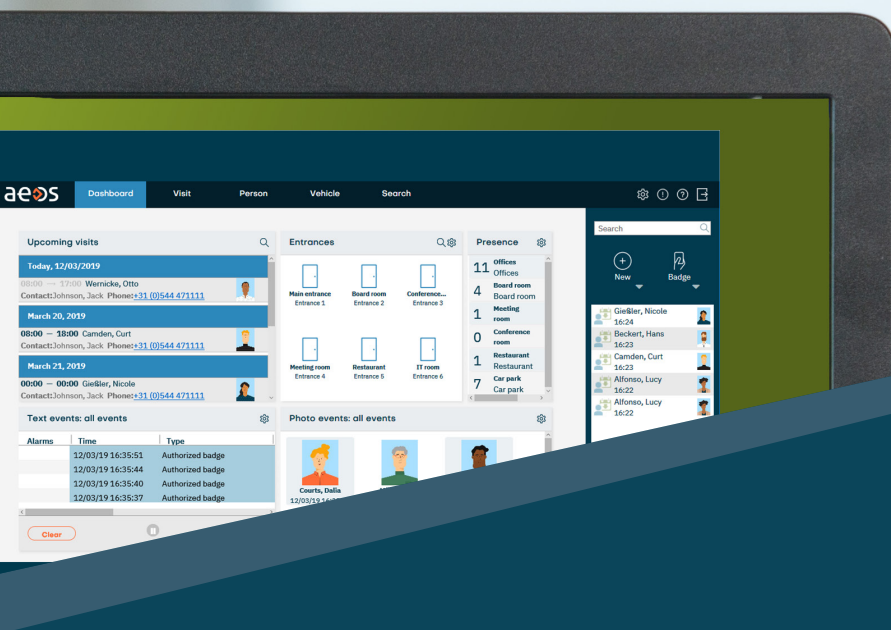 aeos
Dashboard
Visit
Person
Vehicle
Search
Upcoming visits
Today, 12/03/2019
08:00 — 17:00 Wernicke, Otto
Contact:Johnson, Jack Phone:+31 (0)544 471111
March 20, 2019
08:00 — 18:00 Camden, Curt
Contact:Johnson, Jack Phone:+31 (0)544 471111
March 21, 2019
00:00 — 00:00 Gießler, Nicole
Contact:Johnson, Jack Phone:+31 (0)544 471111
Entrances
Main entrance
Entrance 1
Board room
Entrance 2
Conference...
Entrance 3
Meeting room
Entrance 4
Restaurant
Entrance 5
IT room
Entrance 6
Presence
11 Offices
Offices
4 Board room
Board room
1 Meeting
room
0 Conference
room
1 Restaurant
Restaurant
7 Car park
Car park
Search
New
Badge
Gießler, Nicole
16:24
Beckert, Hans
16:23
Camden, Curt
16:23
Alfonso, Lucy
16:22
Alfonso, Lucy
16:22
Text events: all events
Alarms Time Type
12/03/19 16:35:51 Authorized badge
12/03/19 16:35:44 Authorized badge
12/03/19 16:35:40 Authorized badge
12/03/19 16:35:37 Authorized badge
Clear
Photo events: all events
Courts, Dalia
12/03/19